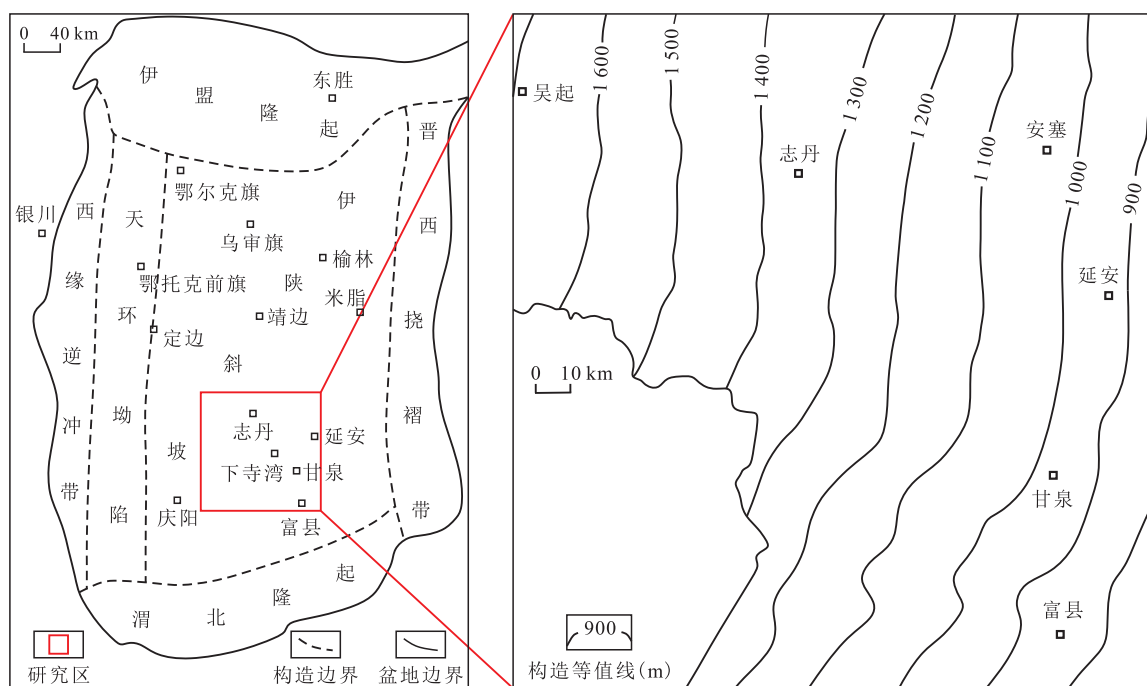 0 40 km
伊盟隆起
东胜
晋西挠褶带
鄂尔克旗
银川
西缘逆冲带
天环坳陷
伊陕斜坡
乌审旗
榆林
鄂托克前旗
米脂
靖边
定边
志丹
延安
下寺湾
甘泉
庆阳
富县
渭北隆起
研究区
构造边界
盆地边界
1 600
1 500
1 400
1 300
1 200
1 100
1 000
900
吴起
志丹
安塞
延安
0 10 km
甘泉
富县
900
构造等值线(m)